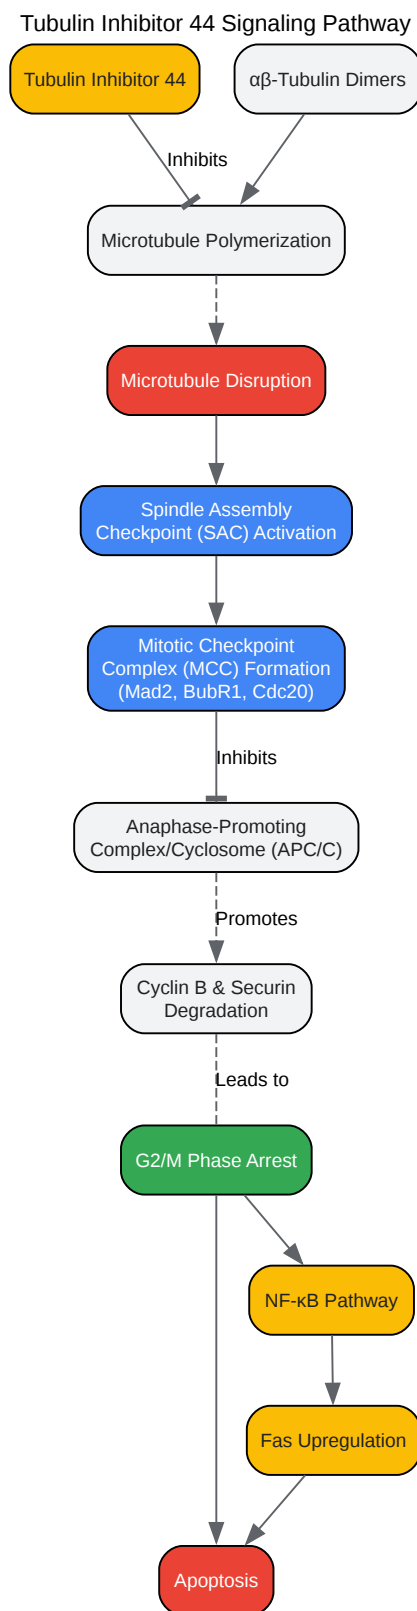 Tubulin Inhibitor 44 Signaling Pathway
Tubulin Inhibitor 44
αβ-Tubulin Dimers
Inhibits
Microtubule Polymerization
Microtubule Disruption
Spindle Assembly
Checkpoint (SAC) Activation
Mitotic Checkpoint
Complex (MCC) Formation
(Mad2, BubR1, Cdc20)
Inhibits
Anaphase-Promoting
Complex/Cyclosome (APC/C)
Promotes
Cyclin B & Securin
Degradation
Leads to
G2/M Phase Arrest
NF-κB Pathway
Fas Upregulation
Apoptosis